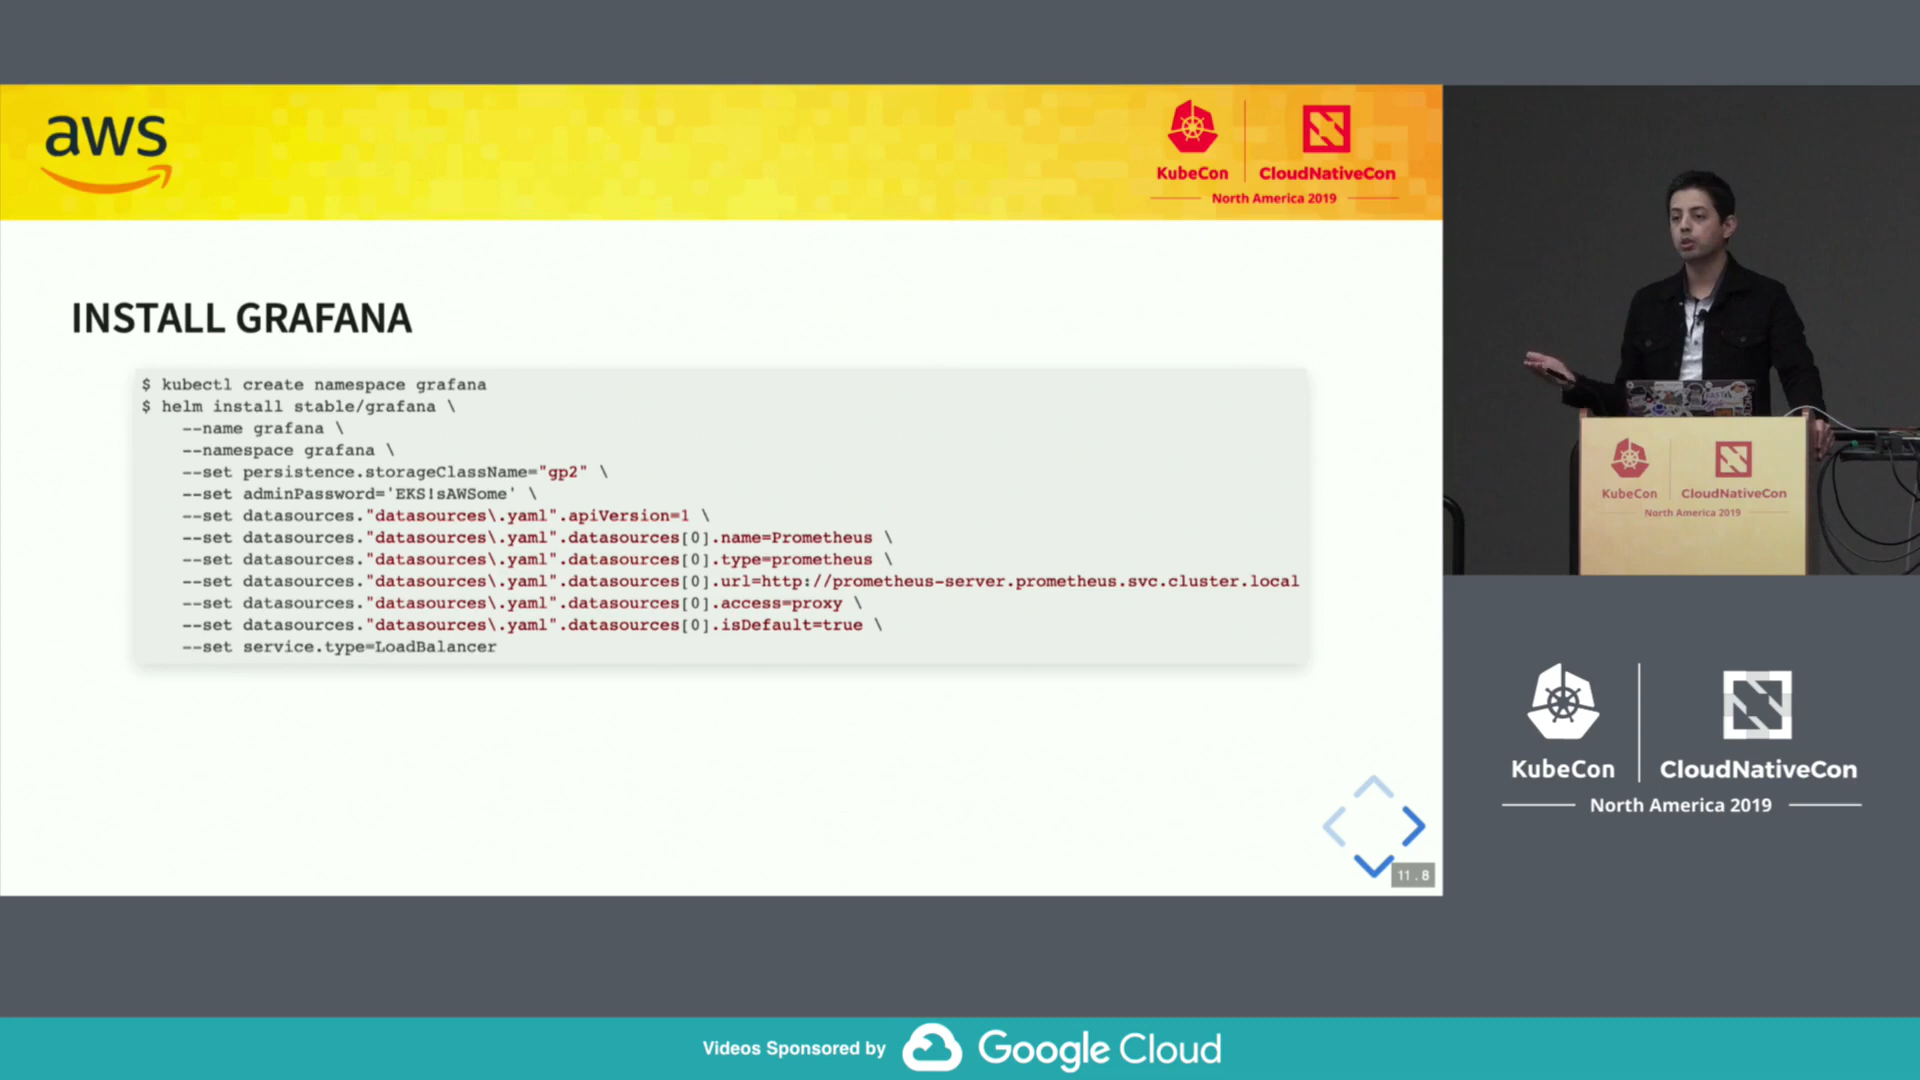 aws
KubeCon
CloudNativeCon
North America 2019
INSTALL GRAFANA
$ kubectl create namespace grafana
$ helm install stable/grafana \
--name grafana \
--namespace grafana \
--set persistence.storageClassName="gp2" \
--set adminPassword='EKS!sAWSome' \
--set datasources."datasources\.yaml".apiVersion=1 \
--set datasources."datasources\.yaml".datasources[0].name=Prometheus \
--set datasources."datasources\.yaml".datasources[0].type=prometheus \
--set datasources."datasources\.yaml".datasources[0].url=http://prometheus-server.prometheus.svc.cluster.local
--set datasources."datasources\.yaml".datasources[0].access=proxy \
--set datasources."datasources\.yaml".datasources[0].isDefault=true \
--set service.type=LoadBalancer
11.8
KubeCon
CloudNativeCon
North America 2019
KubeCon
CloudNativeCon
North America 2019
Videos Sponsored by Google Cloud